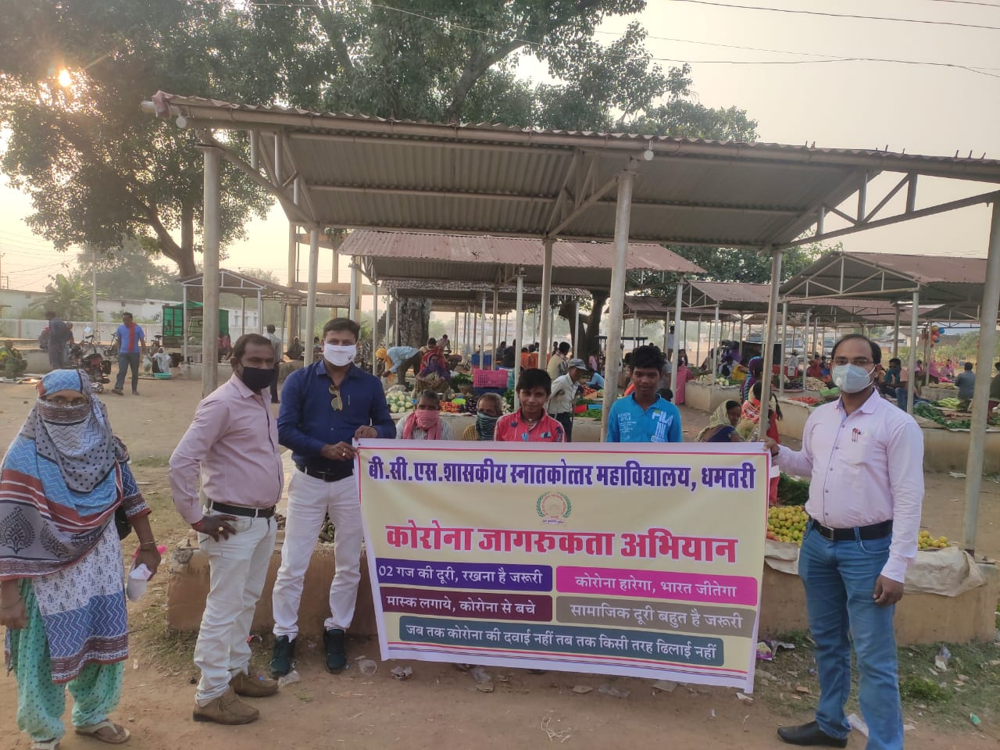 बी.सी.एस.शासकीय स्नातकोत्तर महाविद्यालय, धमतरी
कोरोना जागरूकता अभियान
02 गज की दूरी, रखना है जरूरी
कोरोना हारेगा, भारत जीतेगा
मास्क लगाये, कोरोना से बचे
सामाजिक दूरी बहुत है जरूरी
जब तक कोरोना की दवाई नहीं तब तक किसी तरह ढिलाई नहीं
FILA